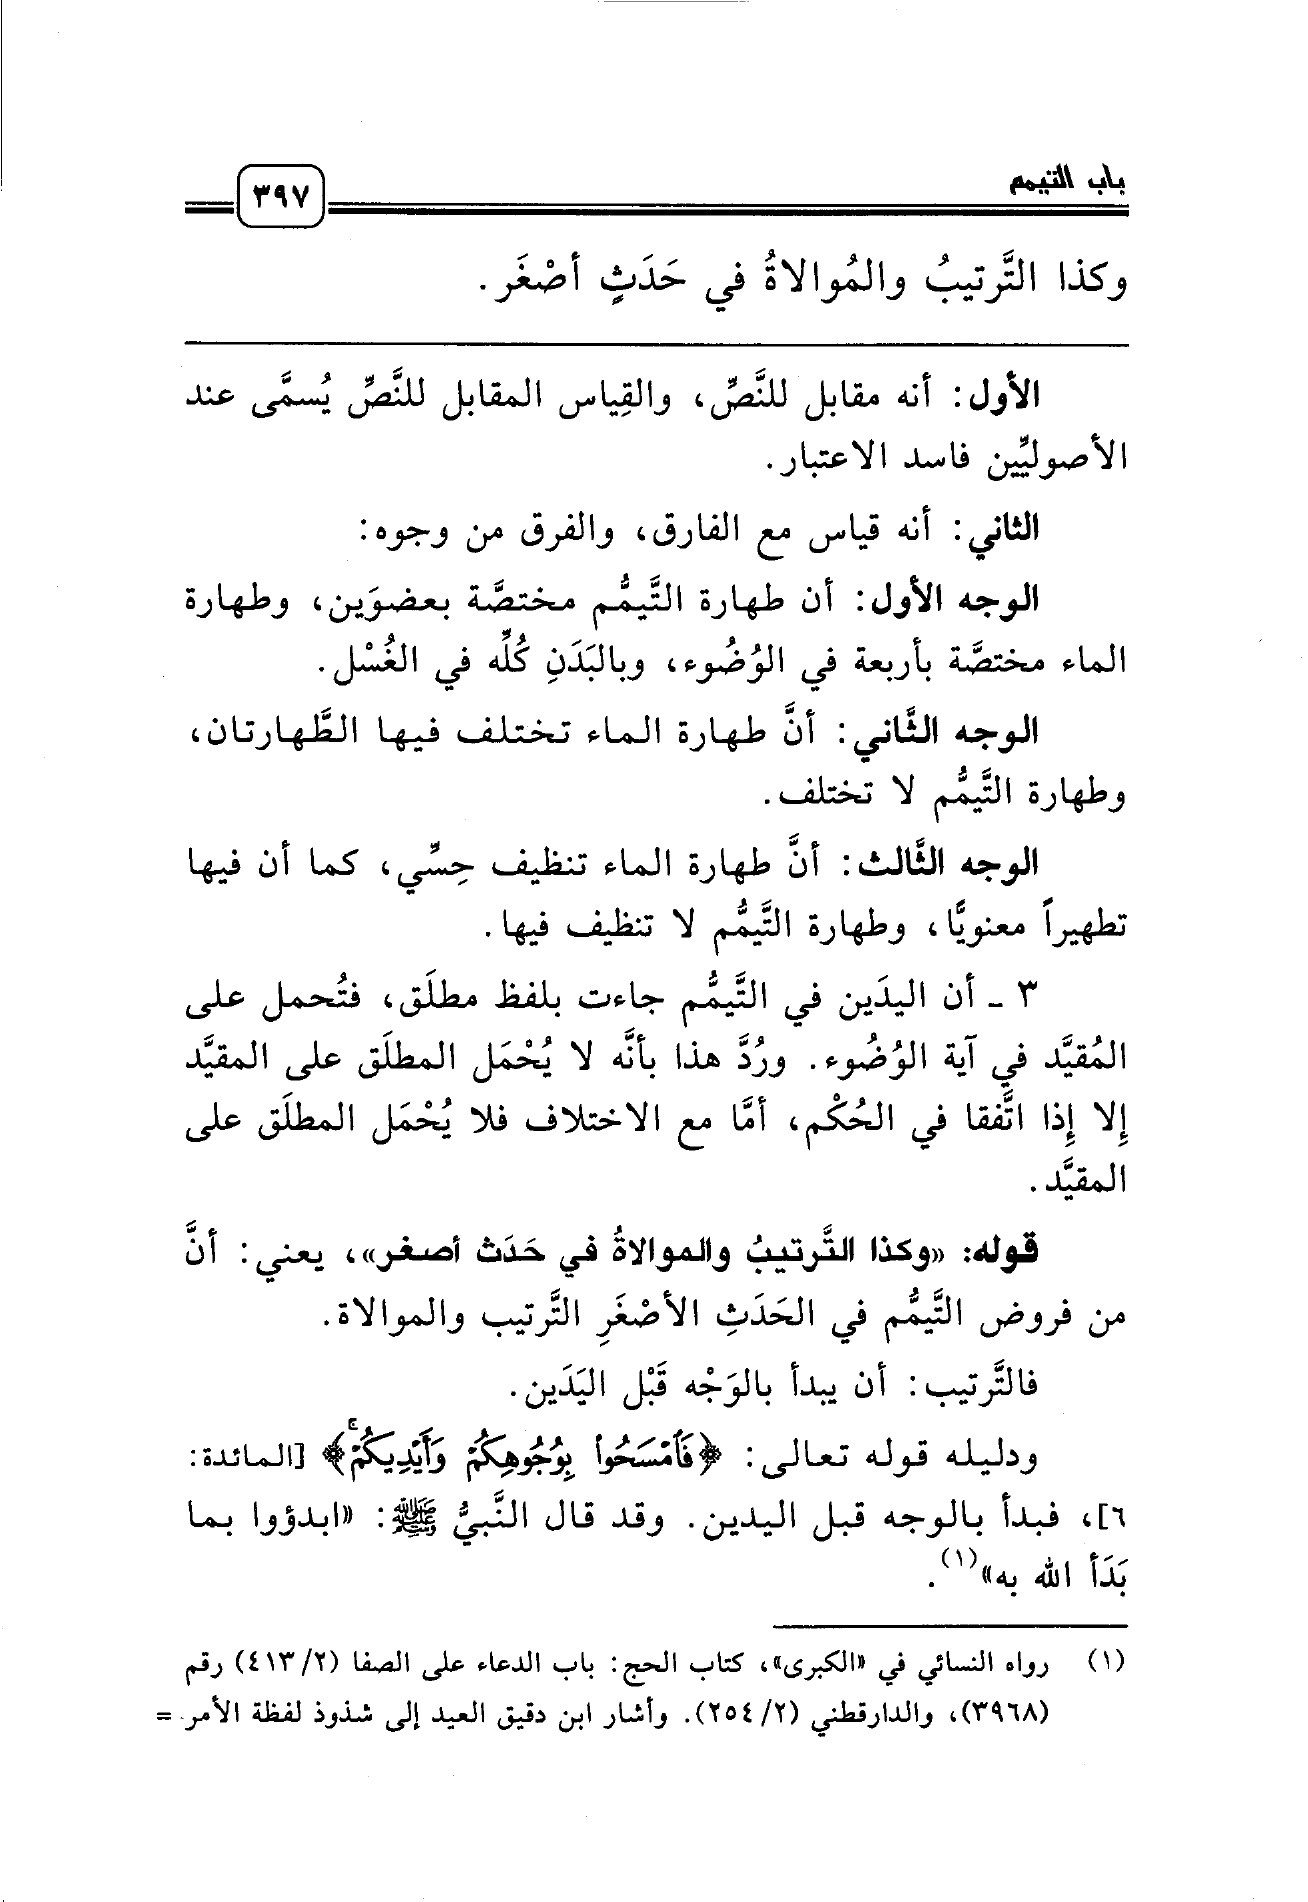 باب التيمم
٣٩٧
وكذا التَّرتيبُ والمُوالاةُ في حَدَثٍ أصْغَر.
الأول: أنه مقابل للنَّصِّ، والقِياس المقابل للنَّصِّ يُسمَّى عند
الأصوليِّين فاسد الاعتبار.
الثاني: أنه قياس مع الفارق، والفرق من وجوه:
الوجه الأول: أن طهارة التَّيمُّم مختصَّة بعضوَين، وطهارة
الماء مختصَّة بأربعة في الوُضُوء، وبالبَدَنِ كُلِّه في الغُسْل.
الوجه الثَّاني: أنَّ طهارة الماء تختلف فيها الطَّهارتان،
وطهارة التَّيمُّم لا تختلف.
الوجه الثَّالث: أنَّ طهارة الماء تنظيف حِسِّي، كما أن فيها
تطهيراً معنويًّا، وطهارة التَّيمُّم لا تنظيف فيها.
٣ ـ أن اليدَين في التَّيمُّم جاءت بلفظ مطلَق، فتُحمل على
المُقيَّد في آية الوُضُوء. ورُدَّ هذا بأنَّه لا يُحْمَل المطلَق على المقيَّد
إِلا إِذا اتَّفقا في الحُكْم، أمَّا مع الاختلاف فلا يُحْمَل المطلَق على
المقيَّد.
قوله: «وكذا التَّرتيبُ والموالاةُ في حَدَث أصغر»، يعني: أنَّ
من فروض التَّيمُّم في الحَدَثِ الأصْغَرِ التَّرتيب والموالاة.
فالتَّرتيب: أن يبدأ بالوَجْه قَبْل اليَدَين.
ودليله قوله تعالى: ﴿فَٱمْسَحُوا۟ بِوُجُوهِكُمْ وَأَيْدِيكُمْ ۚ﴾ [المائدة:
٦]، فبدأ بالوجه قبل اليدين. وقد قال النَّبيُّ ﷺ: «ابدؤوا بما
بَدَأ الله به»(١).
(١) رواه النسائي في «الكبرى»، كتاب الحج: باب الدعاء على الصفا (٤١٣/٢) رقم
(٣٩٦٨)، والدارقطني (٢٥٤/٢). وأشار ابن دقيق العيد إلى شذوذ لفظة الأمر =